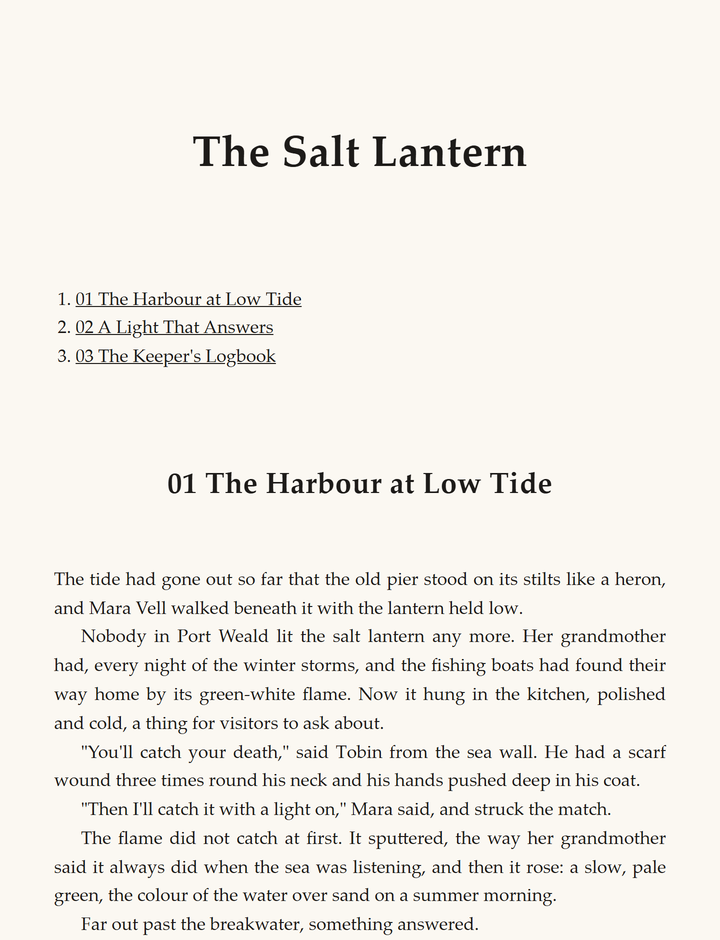 The Salt Lantern
1. 01 The Harbour at Low Tide
2. 02 A Light That Answers
3. 03 The Keeper's Logbook
01 The Harbour at Low Tide
The tide had gone out so far that the old pier stood on its stilts like a heron,
and Mara Vell walked beneath it with the lantern held low.
Nobody in Port Weald lit the salt lantern any more. Her grandmother
had, every night of the winter storms, and the fishing boats had found their
way home by its green-white flame. Now it hung in the kitchen, polished
and cold, a thing for visitors to ask about.
"You'll catch your death," said Tobin from the sea wall. He had a scarf
wound three times round his neck and his hands pushed deep in his coat.
"Then I'll catch it with a light on," Mara said, and struck the match.
The flame did not catch at first. It sputtered, the way her grandmother
said it always did when the sea was listening, and then it rose: a slow, pale
green, the colour of the water over sand on a summer morning.
Far out past the breakwater, something answered.